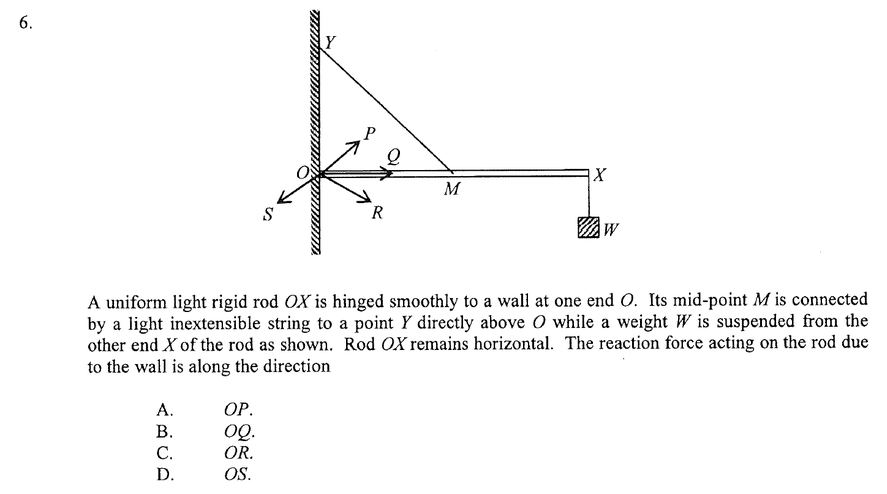 6.
Y
P
O
Q
X
M
S
R
W
A uniform light rigid rod OX is hinged smoothly to a wall at one end O. Its mid-point M is connected
by a light inextensible string to a point Y directly above O while a weight W is suspended from the
other end X of the rod as shown. Rod OX remains horizontal. The reaction force acting on the rod due
to the wall is along the direction
A. OP.
B. OQ.
C. OR.
D. OS.